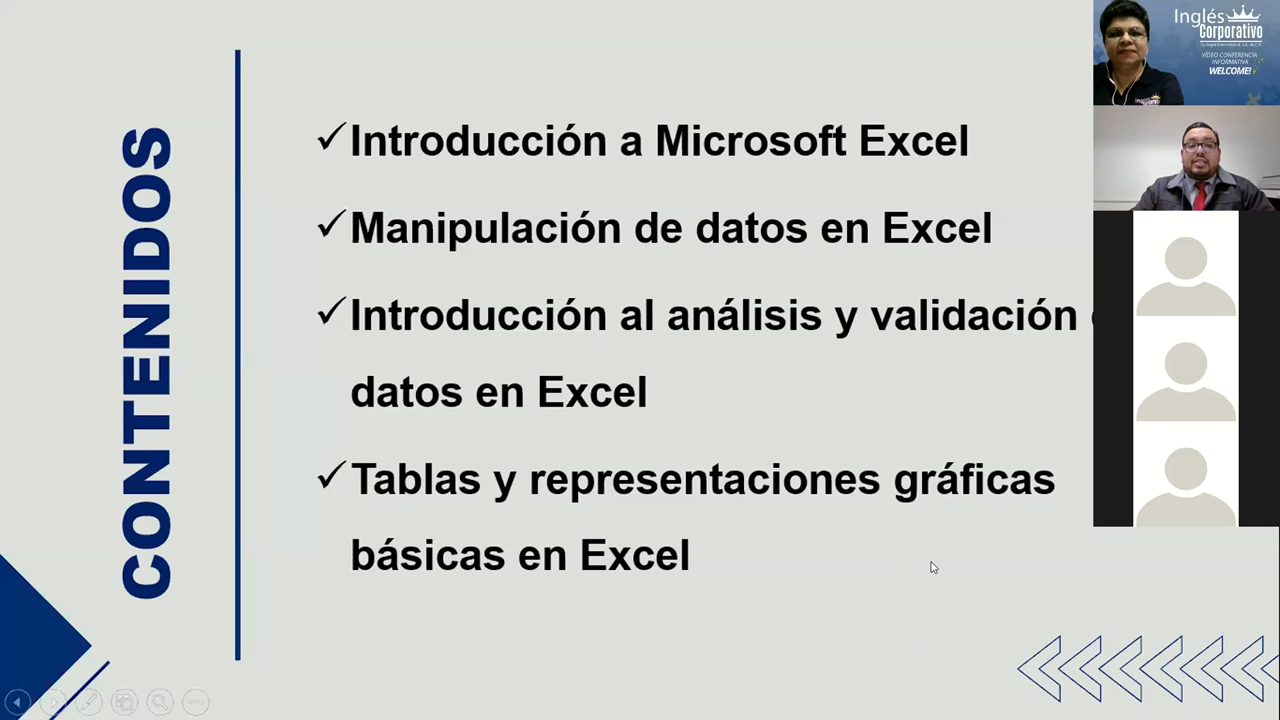 CONTENIDOS
✓Introducción a Microsoft Excel
✓Manipulación de datos en Excel
✓Introducción al análisis y validación
datos en Excel
✓Tablas y representaciones gráficas
básicas en Excel
Inglés
Corporativo
VIDEO CONFERENCIA
INFORMATIVA
WELCOME!